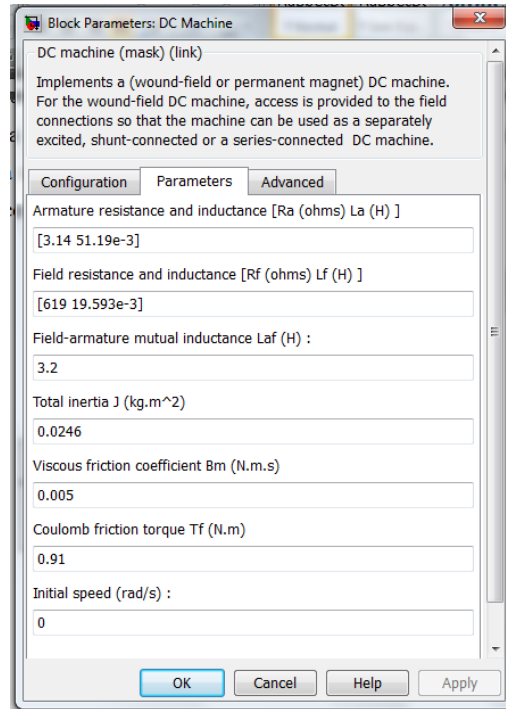 Block Parameters: DC Machine
DC machine (mask) (link)
Implements a (wound-field or permanent magnet) DC machine.
For the wound-field DC machine, access is provided to the field
connections so that the machine can be used as a separately
excited, shunt-connected or a series-connected  DC machine.
Configuration Parameters Advanced
Armature resistance and inductance [Ra (ohms) La (H) ]
[3.14 51.19e-3]
Field resistance and inductance [Rf (ohms) Lf (H) ]
[619 19.593e-3]
Field-armature mutual inductance Laf (H) :
3.2
Total inertia J (kg.m^2)
0.0246
Viscous friction coefficient Bm (N.m.s)
0.005
Coulomb friction torque Tf (N.m)
0.91
Initial speed (rad/s) :
0
OK Cancel Help Apply